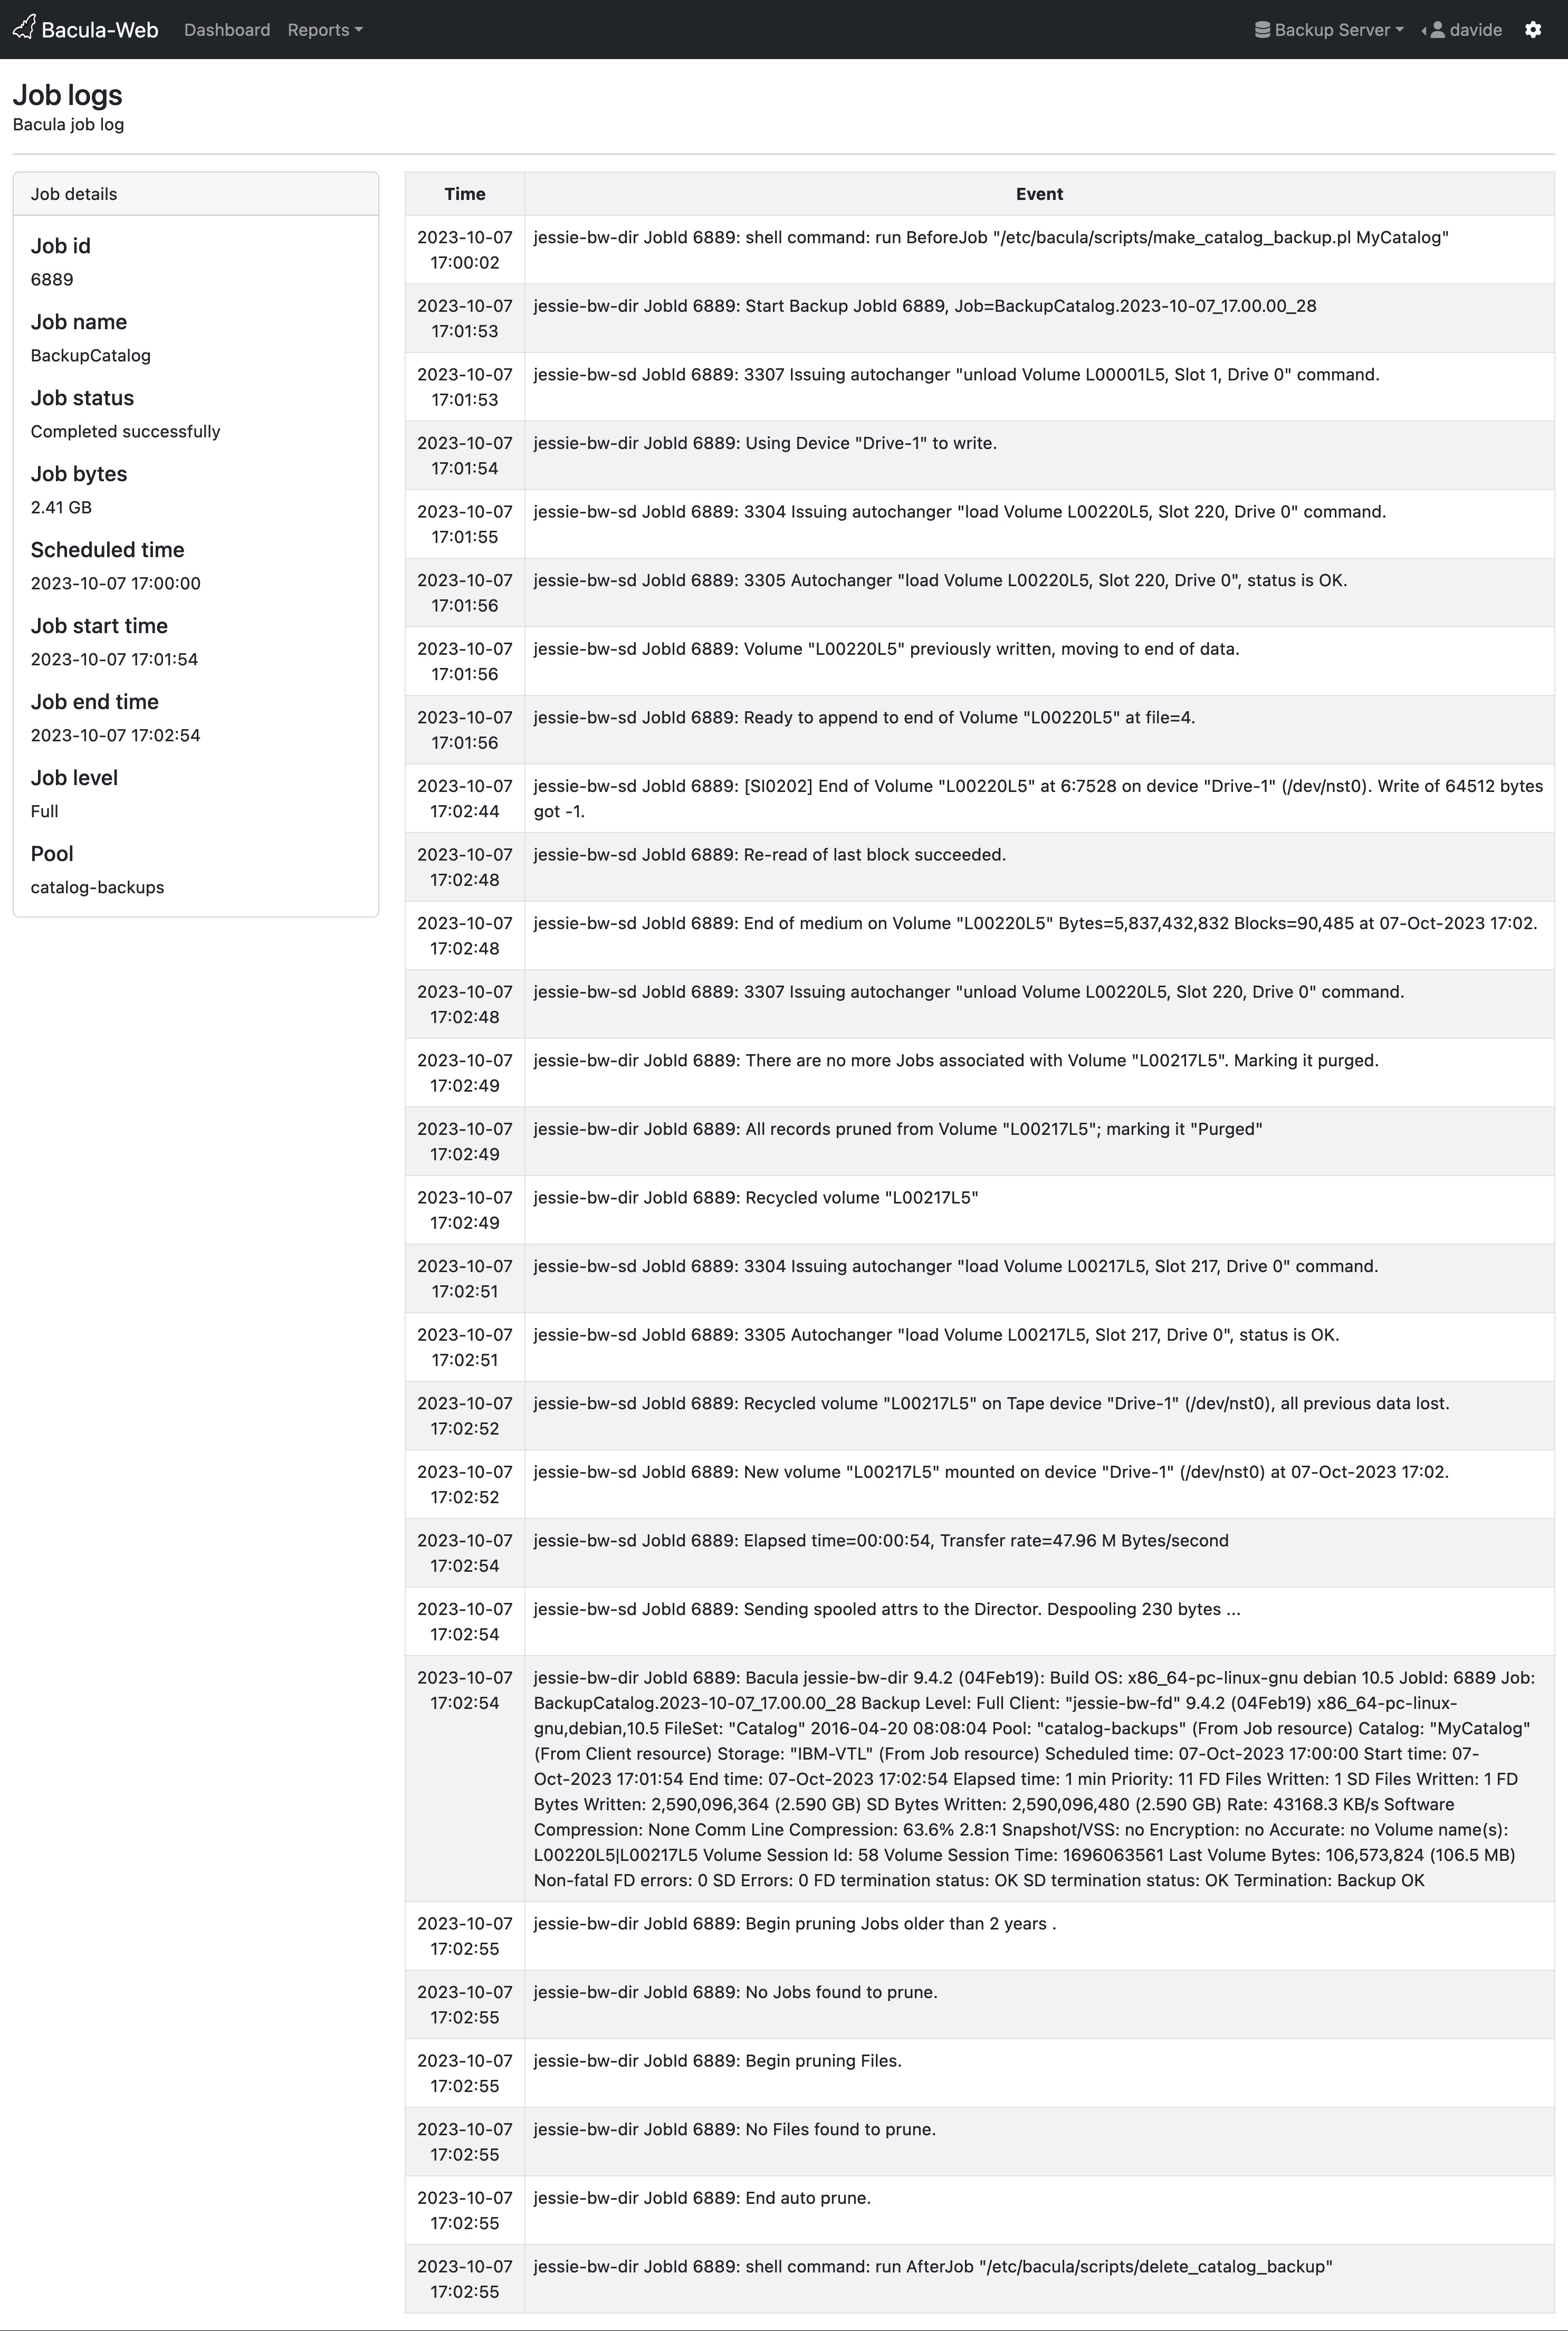 Bacula-Web Dashboard Reports Backup Server davide
Job logs
Bacula job log
Job details
Job id
6889
Job name
BackupCatalog
Job status
Completed successfully
Job bytes
2.41 GB
Scheduled time
2023-10-07 17:00:00
Job start time
2023-10-07 17:01:54
Job end time
2023-10-07 17:02:54
Job level
Full
Pool
catalog-backups
Time Event
2023-10-07 jessie-bw-dir JobId 6889: shell command: run BeforeJob "/etc/bacula/scripts/make_catalog_backup.pl MyCatalog"
17:00:02
2023-10-07 jessie-bw-dir JobId 6889: Start Backup JobId 6889, Job=BackupCatalog.2023-10-07_17.00.00_28
17:01:53
2023-10-07 jessie-bw-sd JobId 6889: 3307 Issuing autochanger "unload Volume L00001L5, Slot 1, Drive 0" command.
17:01:53
2023-10-07 jessie-bw-dir JobId 6889: Using Device "Drive-1" to write.
17:01:54
2023-10-07 jessie-bw-sd JobId 6889: 3304 Issuing autochanger "load Volume L00220L5, Slot 220, Drive 0" command.
17:01:55
2023-10-07 jessie-bw-sd JobId 6889: 3305 Autochanger "load Volume L00220L5, Slot 220, Drive 0", status is OK.
17:01:56
2023-10-07 jessie-bw-sd JobId 6889: Volume "L00220L5" previously written, moving to end of data.
17:01:56
2023-10-07 jessie-bw-sd JobId 6889: Ready to append to end of Volume "L00220L5" at file=4.
17:01:56
2023-10-07 jessie-bw-sd JobId 6889: [SI0202] End of Volume "L00220L5" at 6:7528 on device "Drive-1" (/dev/nst0). Write of 64512 bytes
17:02:44 got -1.
2023-10-07 jessie-bw-sd JobId 6889: Re-read of last block succeeded.
17:02:48
2023-10-07 jessie-bw-sd JobId 6889: End of medium on Volume "L00220L5" Bytes=5,837,432,832 Blocks=90,485 at 07-Oct-2023 17:02.
17:02:48
2023-10-07 jessie-bw-sd JobId 6889: 3307 Issuing autochanger "unload Volume L00220L5, Slot 220, Drive 0" command.
17:02:48
2023-10-07 jessie-bw-dir JobId 6889: There are no more Jobs associated with Volume "L00217L5". Marking it purged.
17:02:49
2023-10-07 jessie-bw-dir JobId 6889: All records pruned from Volume "L00217L5"; marking it "Purged"
17:02:49
2023-10-07 jessie-bw-dir JobId 6889: Recycled volume "L00217L5"
17:02:49
2023-10-07 jessie-bw-sd JobId 6889: 3304 Issuing autochanger "load Volume L00217L5, Slot 217, Drive 0" command.
17:02:51
2023-10-07 jessie-bw-sd JobId 6889: 3305 Autochanger "load Volume L00217L5, Slot 217, Drive 0", status is OK.
17:02:51
2023-10-07 jessie-bw-sd JobId 6889: Recycled volume "L00217L5" on Tape device "Drive-1" (/dev/nst0), all previous data lost.
17:02:52
2023-10-07 jessie-bw-sd JobId 6889: New volume "L00217L5" mounted on device "Drive-1" (/dev/nst0) at 07-Oct-2023 17:02.
17:02:52
2023-10-07 jessie-bw-sd JobId 6889: Elapsed time=00:00:54, Transfer rate=47.96 M Bytes/second
17:02:54
2023-10-07 jessie-bw-sd JobId 6889: Sending spooled attrs to the Director. Despooling 230 bytes ...
17:02:54
2023-10-07 jessie-bw-dir JobId 6889: Bacula jessie-bw-dir 9.4.2 (04Feb19): Build OS: x86_64-pc-linux-gnu debian 10.5 JobId: 6889 Job:
17:02:54 BackupCatalog.2023-10-07_17.00.00_28 Backup Level: Full Client: "jessie-bw-fd" 9.4.2 (04Feb19) x86_64-pc-linux-
gnu,debian,10.5 FileSet: "Catalog" 2016-04-20 08:08:04 Pool: "catalog-backups" (From Job resource) Catalog: "MyCatalog"
(From Client resource) Storage: "IBM-VTL" (From Job resource) Scheduled time: 07-Oct-2023 17:00:00 Start time: 07-
Oct-2023 17:01:54 End time: 07-Oct-2023 17:02:54 Elapsed time: 1 min Priority: 11 FD Files Written: 1 SD Files Written: 1 FD
Bytes Written: 2,590,096,364 (2.590 GB) SD Bytes Written: 2,590,096,480 (2.590 GB) Rate: 43168.3 KB/s Software
Compression: None Comm Line Compression: 63.6% 2.8:1 Snapshot/VSS: no Encryption: no Accurate: no Volume name(s):
L00220L5|L00217L5 Volume Session Id: 58 Volume Session Time: 1696063561 Last Volume Bytes: 106,573,824 (106.5 MB)
Non-fatal FD errors: 0 SD Errors: 0 FD termination status: OK SD termination status: OK Termination: Backup OK
2023-10-07 jessie-bw-dir JobId 6889: Begin pruning Jobs older than 2 years .
17:02:55
2023-10-07 jessie-bw-dir JobId 6889: No Jobs found to prune.
17:02:55
2023-10-07 jessie-bw-dir JobId 6889: Begin pruning Files.
17:02:55
2023-10-07 jessie-bw-dir JobId 6889: No Files found to prune.
17:02:55
2023-10-07 jessie-bw-dir JobId 6889: End auto prune.
17:02:55
2023-10-07 jessie-bw-dir JobId 6889: shell command: run AfterJob "/etc/bacula/scripts/delete_catalog_backup"
17:02:55